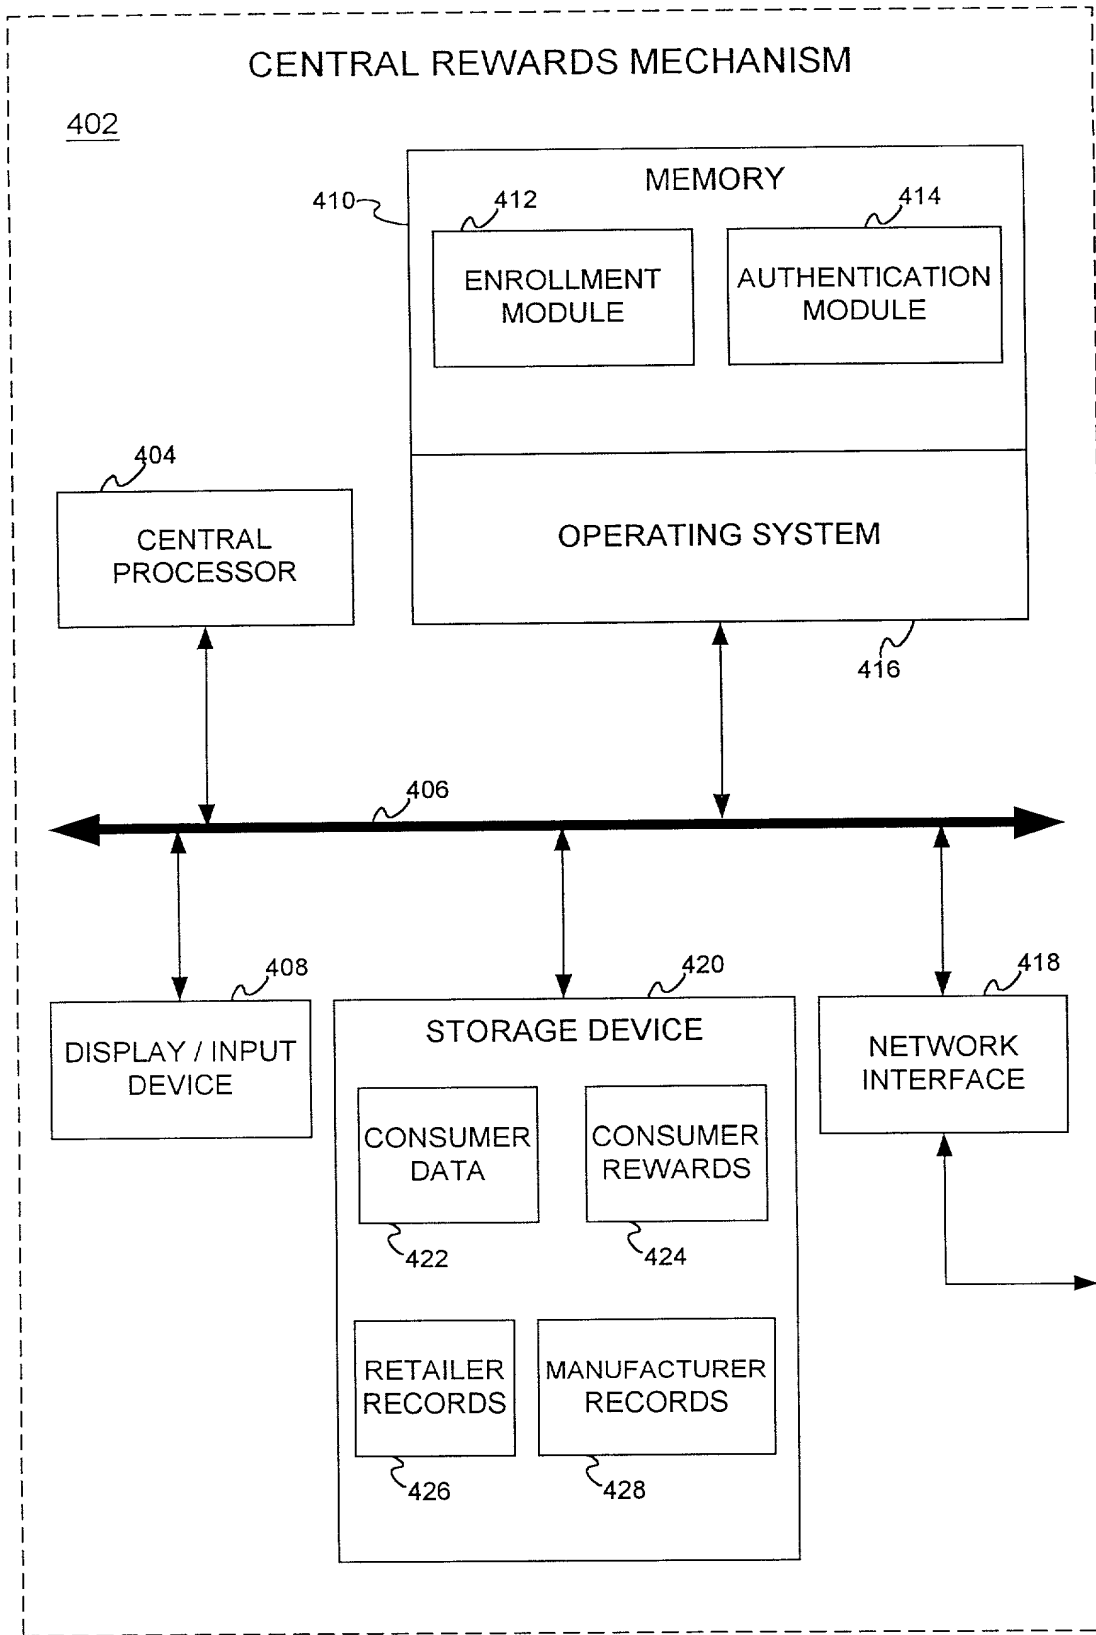 CENTRAL REWARDS MECHANISM
402
MEMORY
410
412
414
ENROLLMENT
MODULE
AUTHENTICATION
MODULE
404
CENTRAL
PROCESSOR
OPERATING SYSTEM
416
406
408
420
418
DISPLAY / INPUT
DEVICE
STORAGE DEVICE
NETWORK
INTERFACE
CONSUMER
DATA
CONSUMER
REWARDS
422
424
RETAILER
RECORDS
MANUFACTURER
RECORDS
426
428